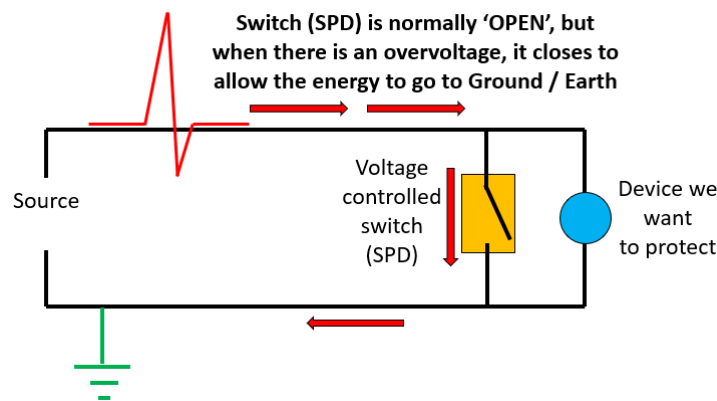 Switch (SPD) is normally ‘OPEN’, but
when there is an overvoltage, it closes to
allow the energy to go to Ground / Earth
Source
Voltage
controlled
switch
(SPD)
Device we
want
to protect